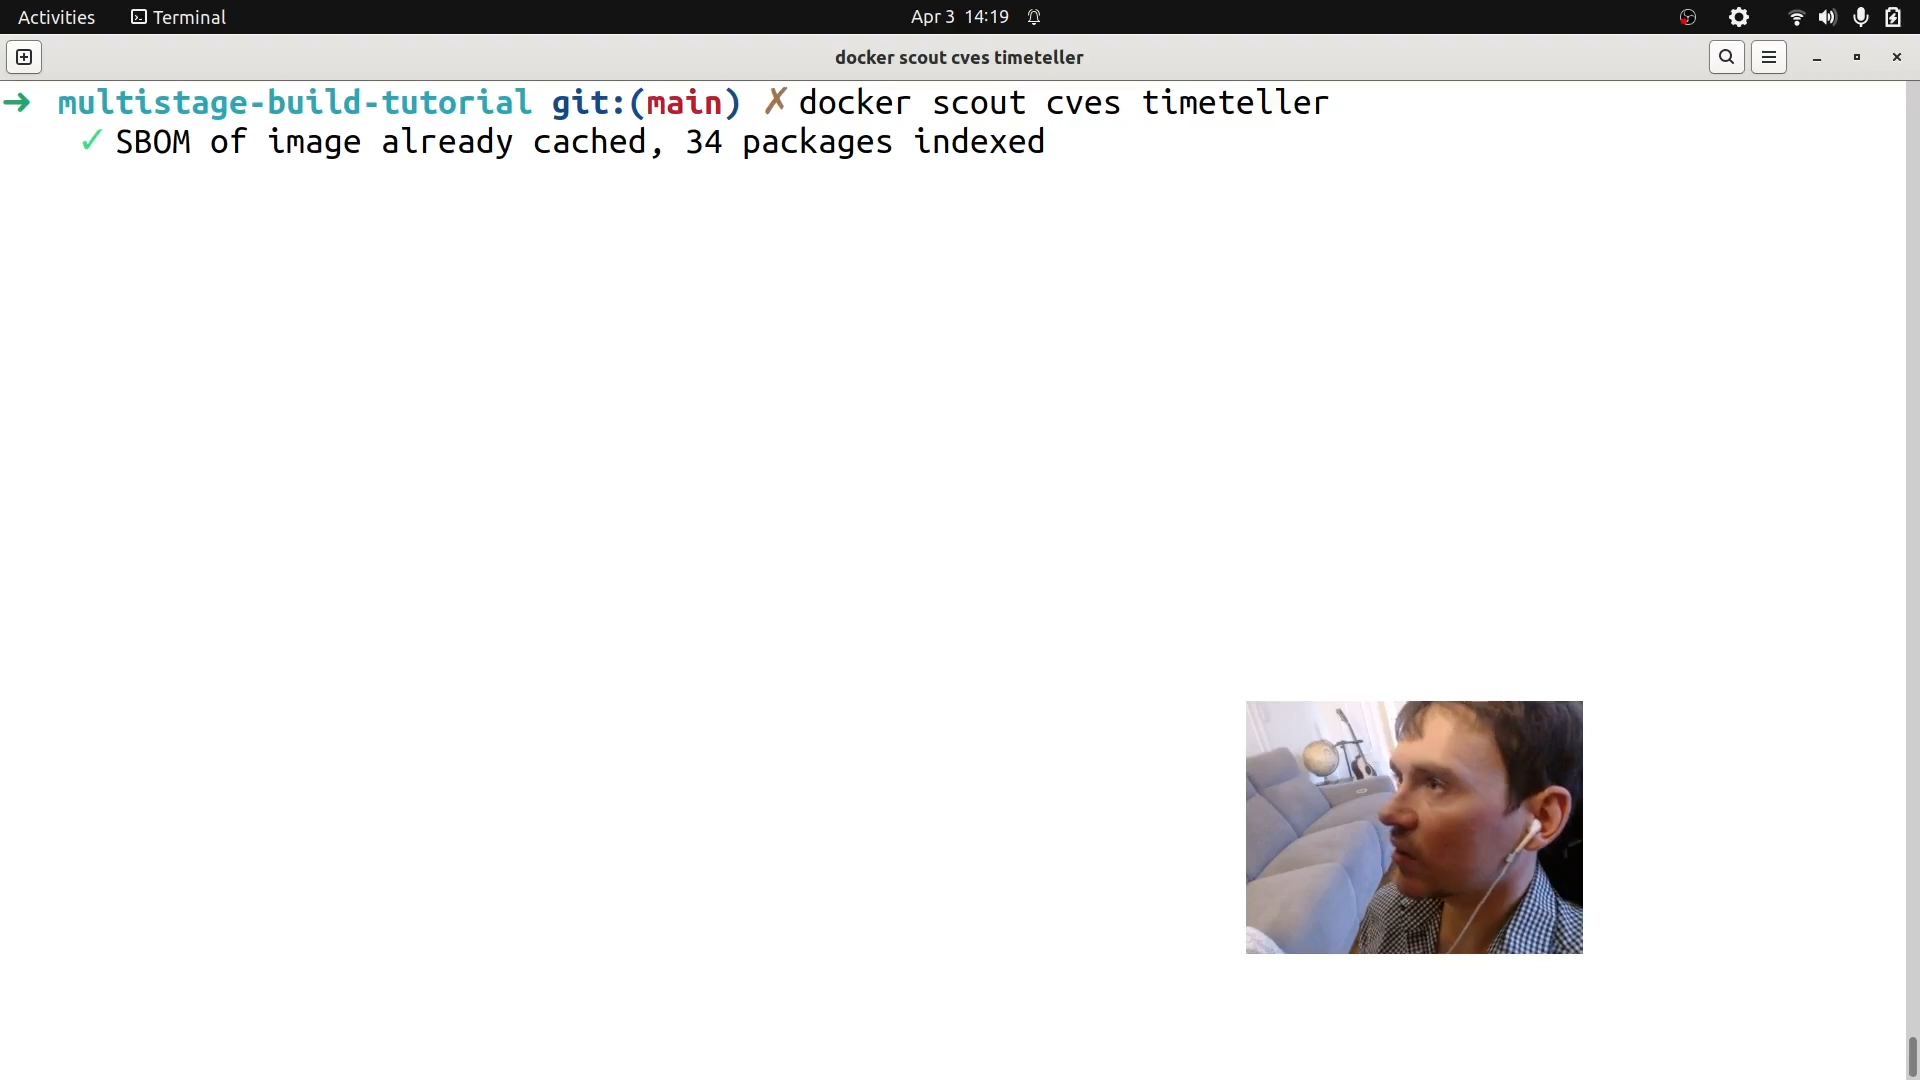 Activities Terminal Apr 3 14:19
docker scout cves timeteller
➜ multistage-build-tutorial git:(main) ✗ docker scout cves timeteller
✓ SBOM of image already cached, 34 packages indexed